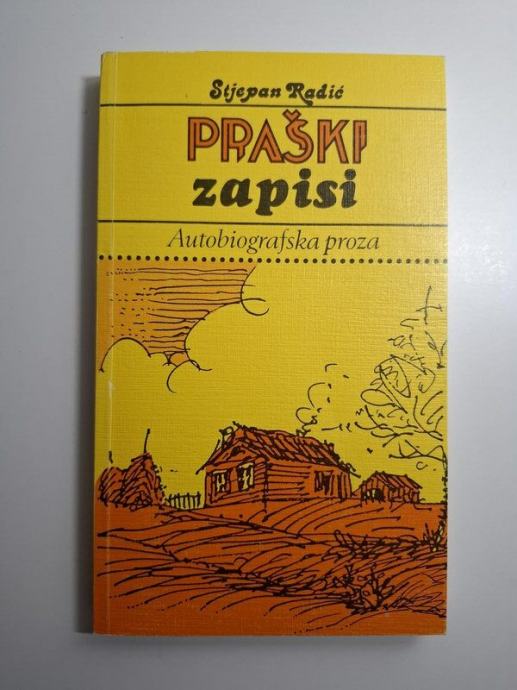 Stjepan Radić
PRAŠKI
zapisi
Autobiografska proza